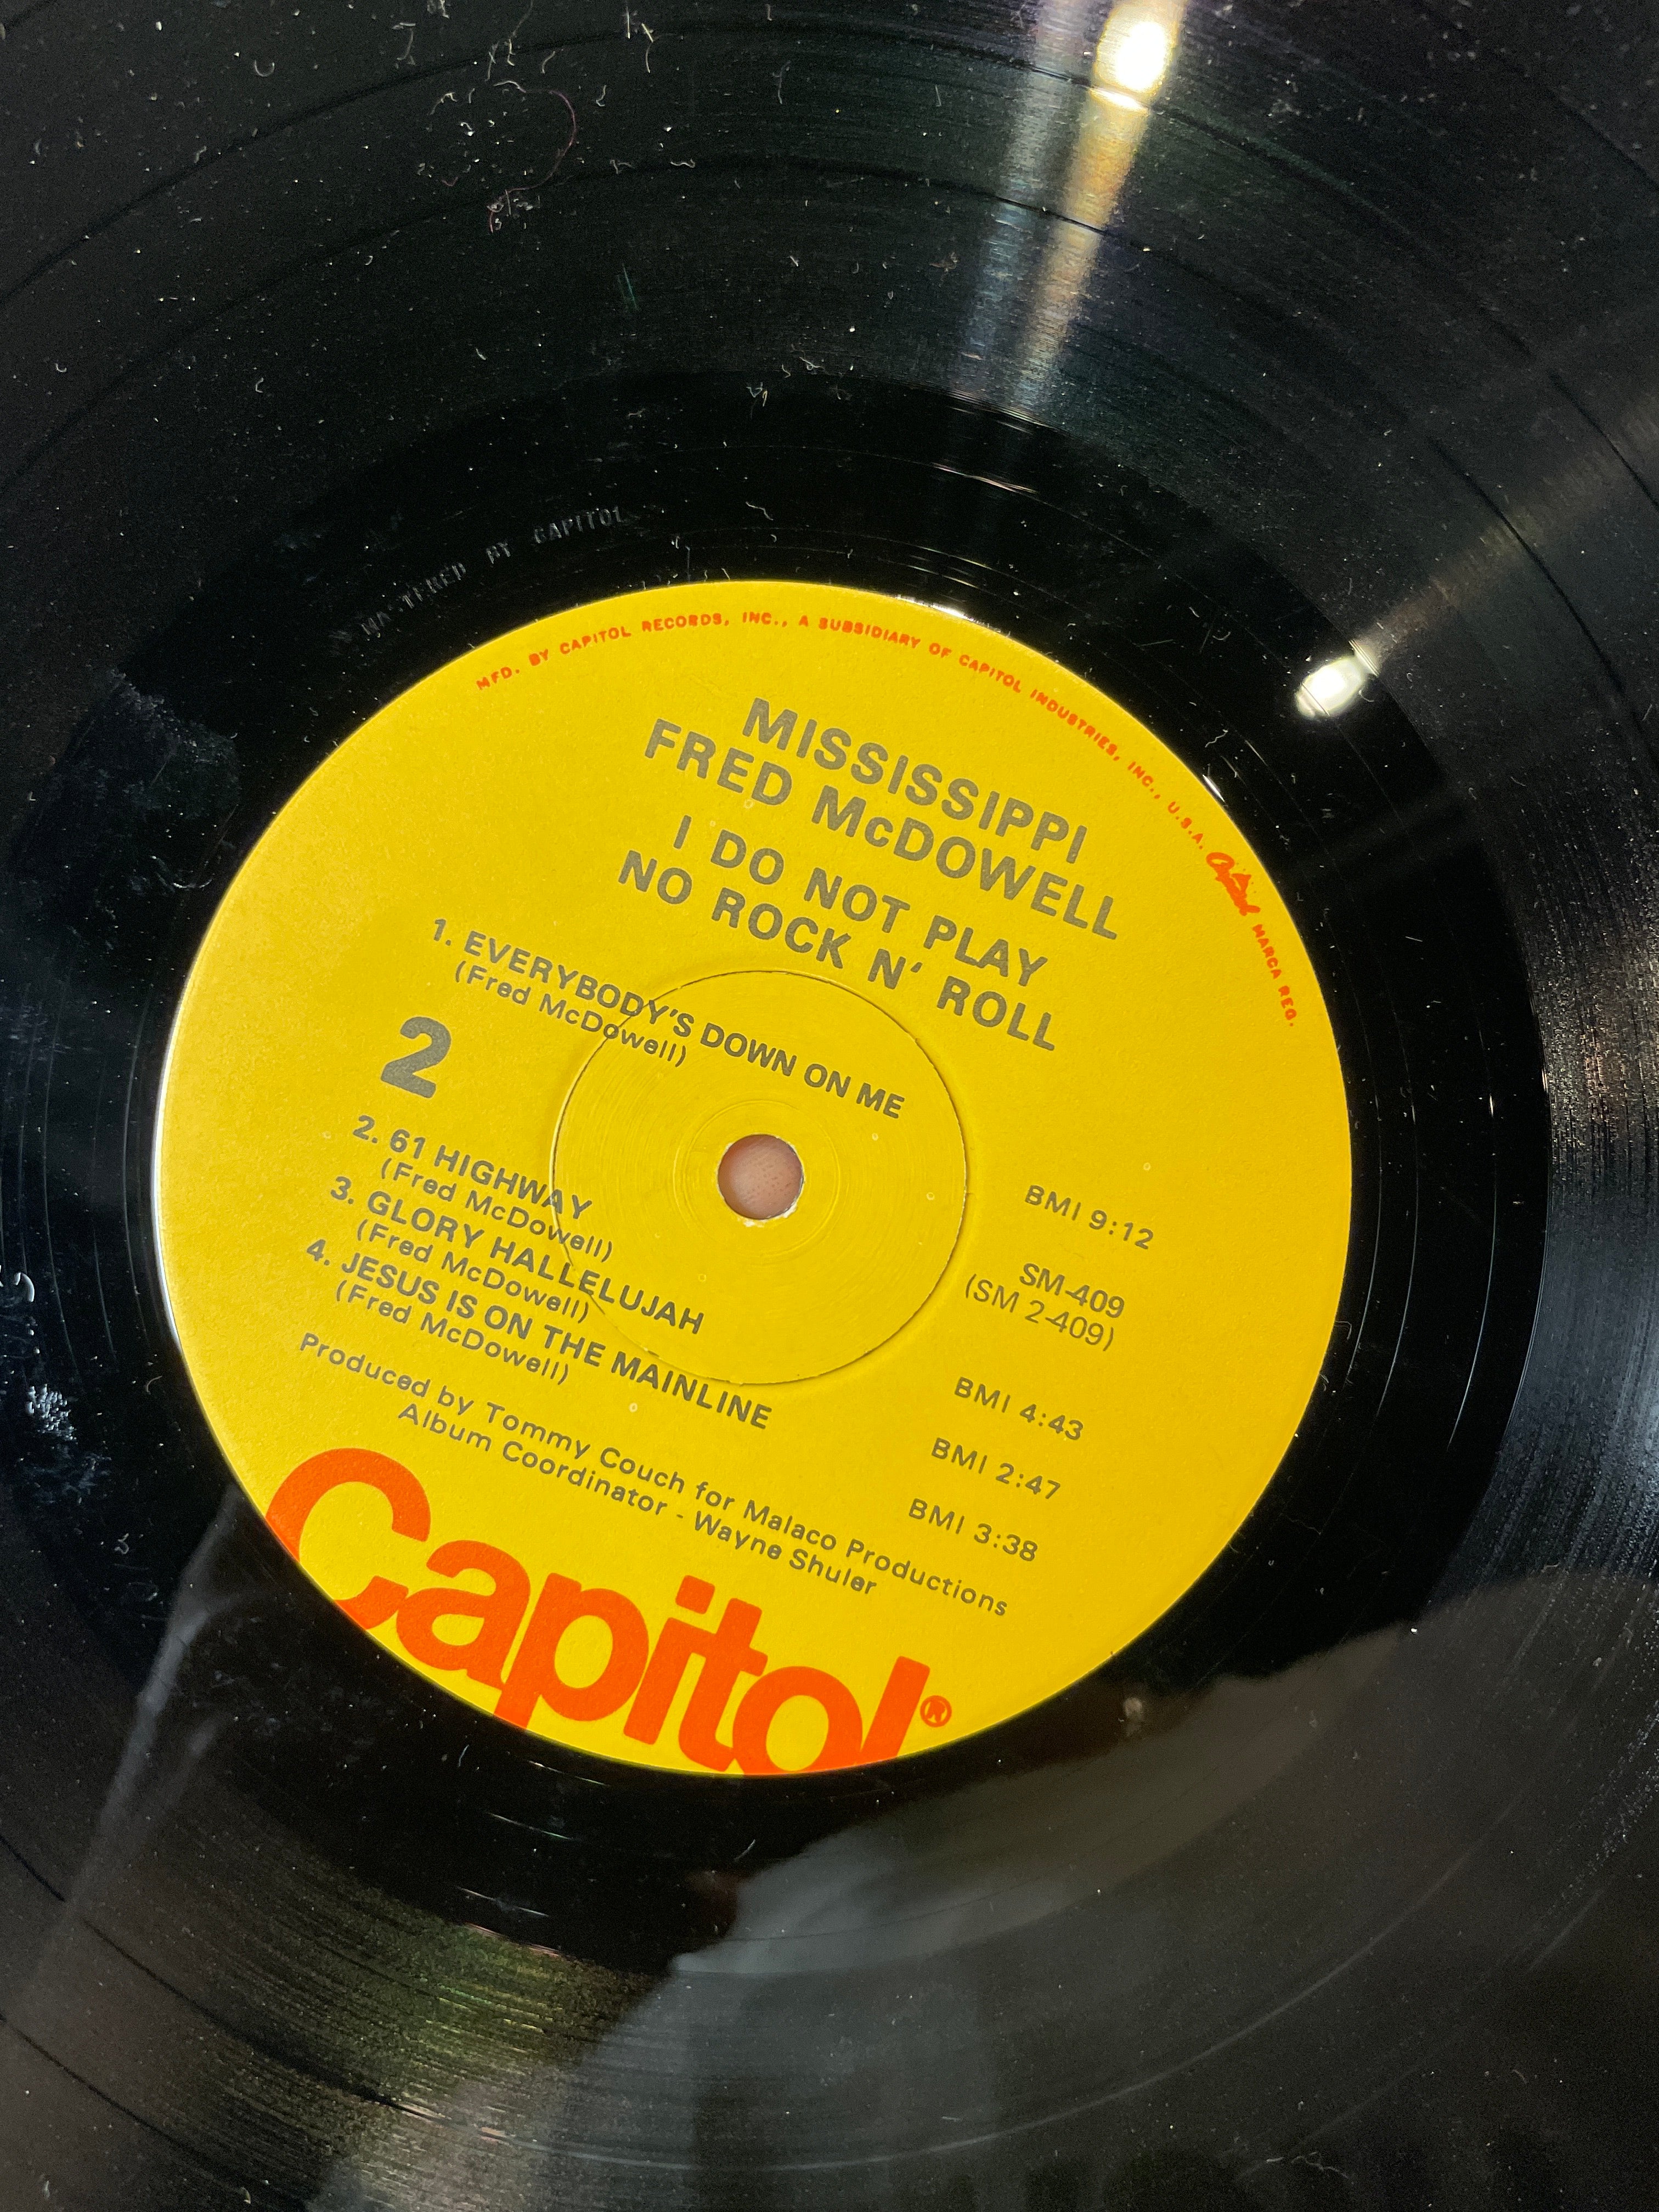 MASTERED BY CAPITOL
MFD. BY CAPITOL RECORDS, INC., A SUBSIDIARY OF CAPITOL INDUSTRIES, INC., U.S.A. Capitol MARCA REG.
MISSISSIPPI
FRED McDOWELL
I DO NOT PLAY
NO ROCK N' ROLL
1. EVERYBODY'S DOWN ON ME
(Fred McDowell) BMI 9:12
2 SM-409
(SM 2-409)
2. 61 HIGHWAY
(Fred McDowell) BMI 4:43
3. GLORY HALLELUJAH
(Fred McDowell) BMI 2:47
4. JESUS IS ON THE MAINLINE
(Fred McDowell) BMI 3:38
Produced by Tommy Couch for Malaco Productions
Album Coordinator - Wayne Shuler
Capitol®